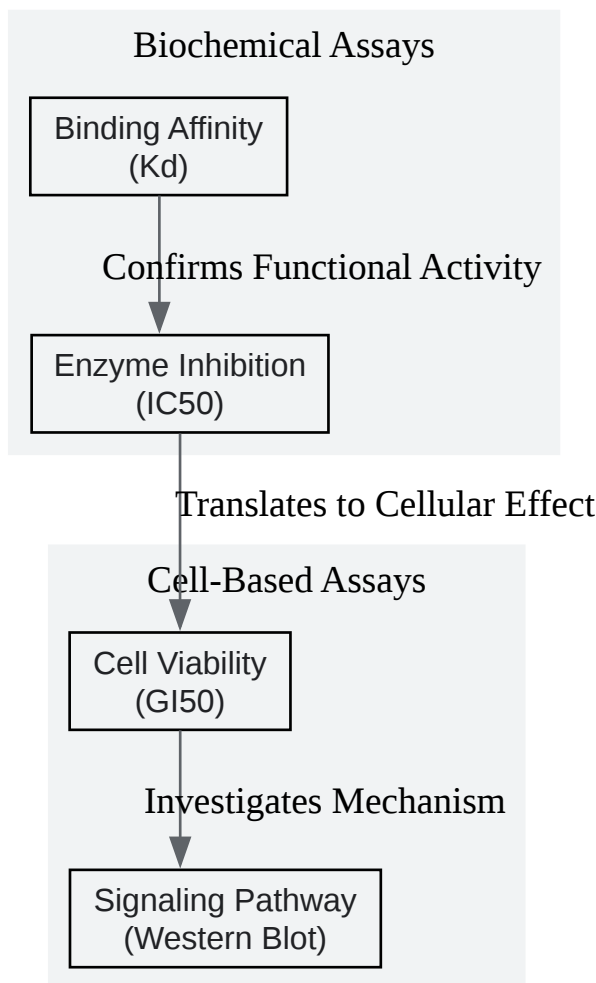 Biochemical Assays
Binding Affinity
(Kd)
Confirms Functional Activity
Enzyme Inhibition
(IC50)
Translates to Cellular Effect
Cell-Based Assays
Cell Viability
(GI50)
Investigates Mechanism
Signaling Pathway
(Western Blot)